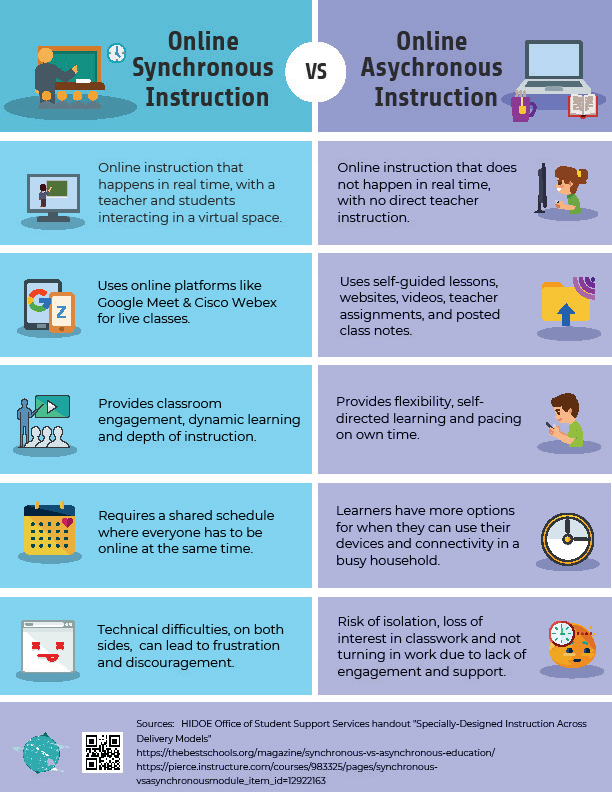 Online
Synchronous
Instruction
VS
Online
Asychronous
Instruction
Online instruction that
happens in real time, with a
teacher and students
interacting in a virtual space.
Online instruction that does
not happen in real time,
with no direct teacher
instruction.
Uses online platforms like
Google Meet & Cisco Webex
for live classes.
G
Z
Uses self-guided lessons,
websites, videos, teacher
assignments, and posted
class notes.
Provides classroom
engagement, dynamic learning
and depth of instruction.
Provides flexibility, self-
directed learning and pacing
on own time.
Requires a shared schedule
where everyone has to be
online at the same time.
Learners have more options
for when they can use their
devices and connectivity in a
busy household.
Technical difficulties, on both
sides, can lead to frustration
and discouragement.
Risk of isolation, loss of
interest in classwork and not
turning in work due to lack of
engagement and support.
Sources: HIDOE Office of Student Support Services handout "Specially-Designed Instruction Across
Delivery Models"
https://thebestschools.org/magazine/synchronous-vs-asynchronous-education/
https://pierce.instructure.com/courses/983325/pages/synchronous-
vsasynchronousmodule_item_id=12922163